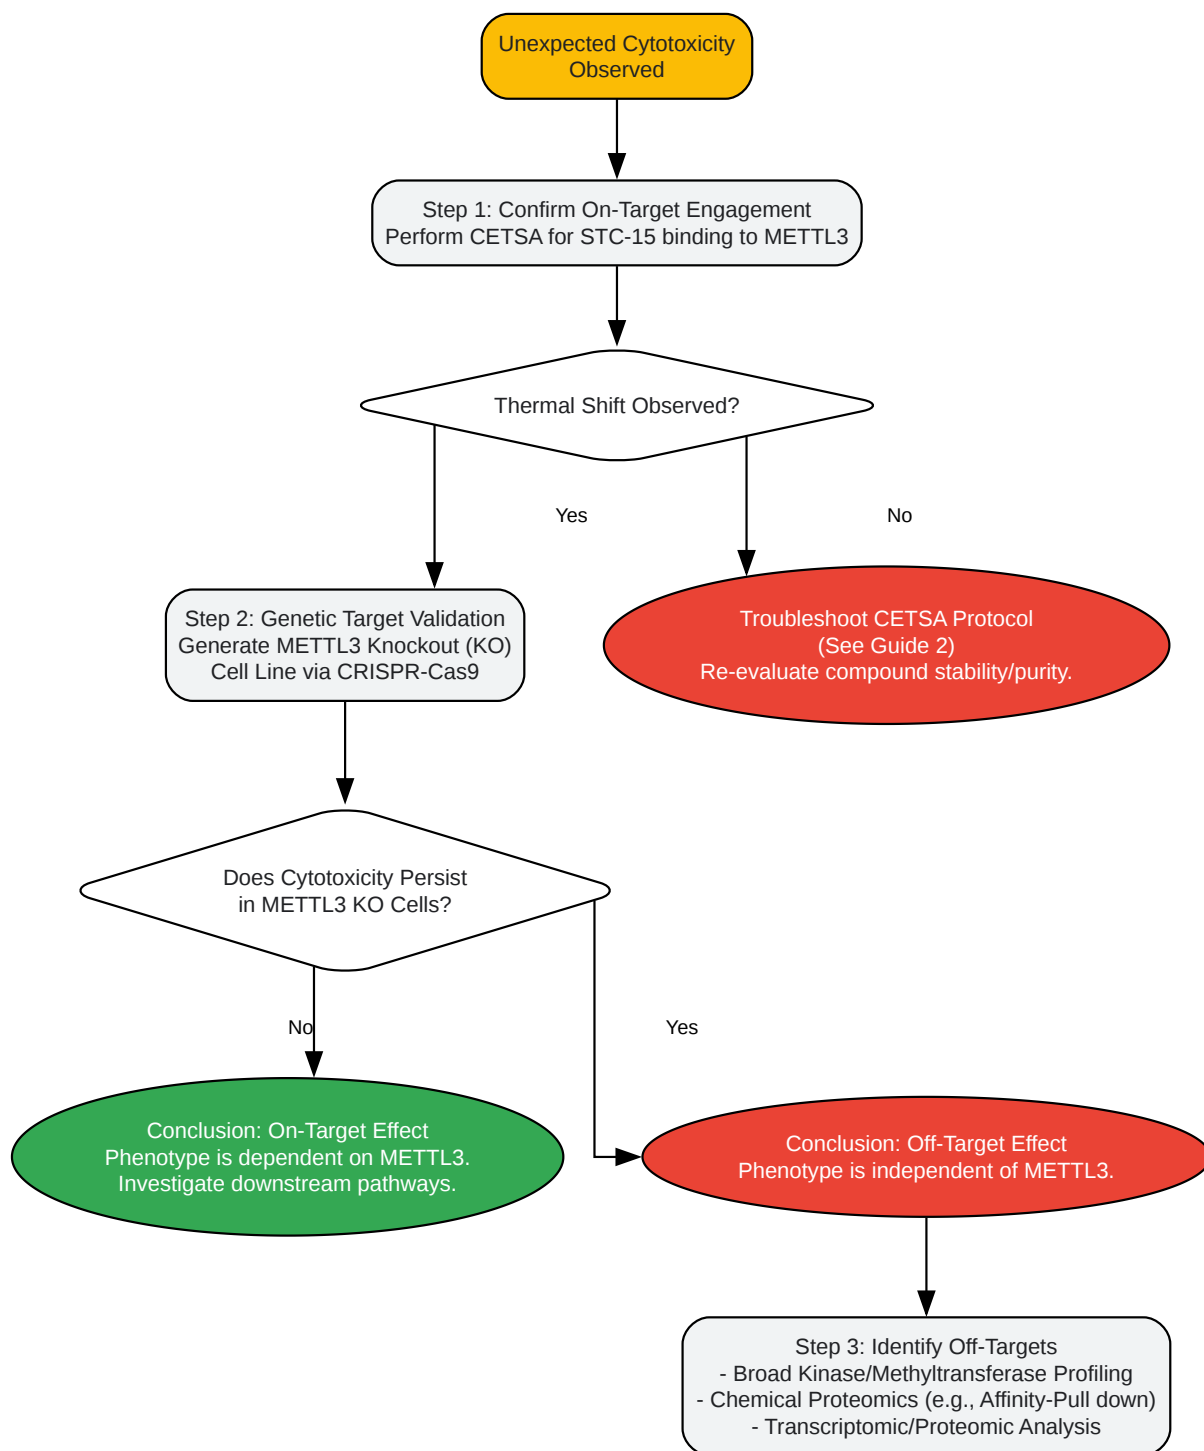 Unexpected Cytotoxicity
Observed
Step 1: Confirm On-Target Engagement
Perform CETSA for STC-15 binding to METTL3
Thermal Shift Observed?
Yes
No
Step 2: Genetic Target Validation
Generate METTL3 Knockout (KO)
Cell Line via CRISPR-Cas9
Troubleshoot CETSA Protocol
(See Guide 2)
Re-evaluate compound stability/purity.
Does Cytotoxicity Persist
in METTL3 KO Cells?
No
Yes
Conclusion: On-Target Effect
Phenotype is dependent on METTL3.
Investigate downstream pathways.
Conclusion: Off-Target Effect
Phenotype is independent of METTL3.
Step 3: Identify Off-Targets
- Broad Kinase/Methyltransferase Profiling
- Chemical Proteomics (e.g., Affinity-Pull down)
- Transcriptomic/Proteomic Analysis